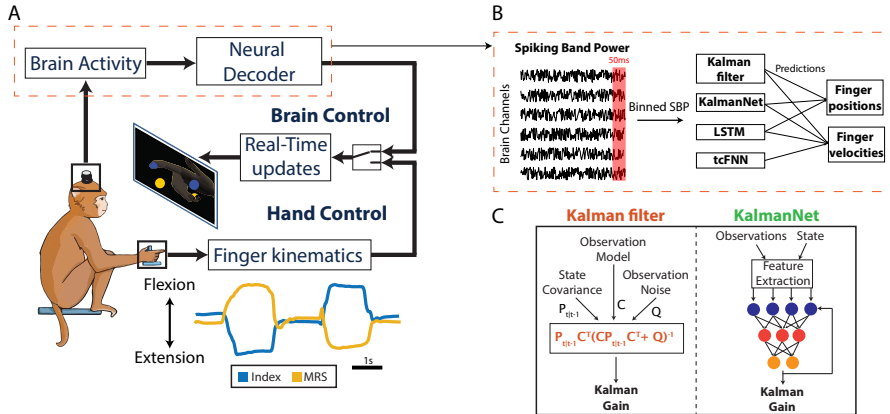 A
Brain Activity
Neural
Decoder
Brain Control
Real-Time
updates
Hand Control
Finger kinematics
Flexion
Extension
1s
Index
MRS
B
Spiking Band Power
50ms
Brain Channels
Binned SBP
Kalman
filter
KalmanNet
LSTM
tcFNN
Predictions
Finger
positions
Finger
velocities
C
Kalman filter
Observation
Model
State
Covariance
Observation
Noise
P_{t|t-1}
C
Q
P_{t|t-1}C^T(CP_{t|t-1}C^T+ Q)^{-1}
Kalman
Gain
KalmanNet
Observations
State
Feature
Extraction
Kalman
Gain